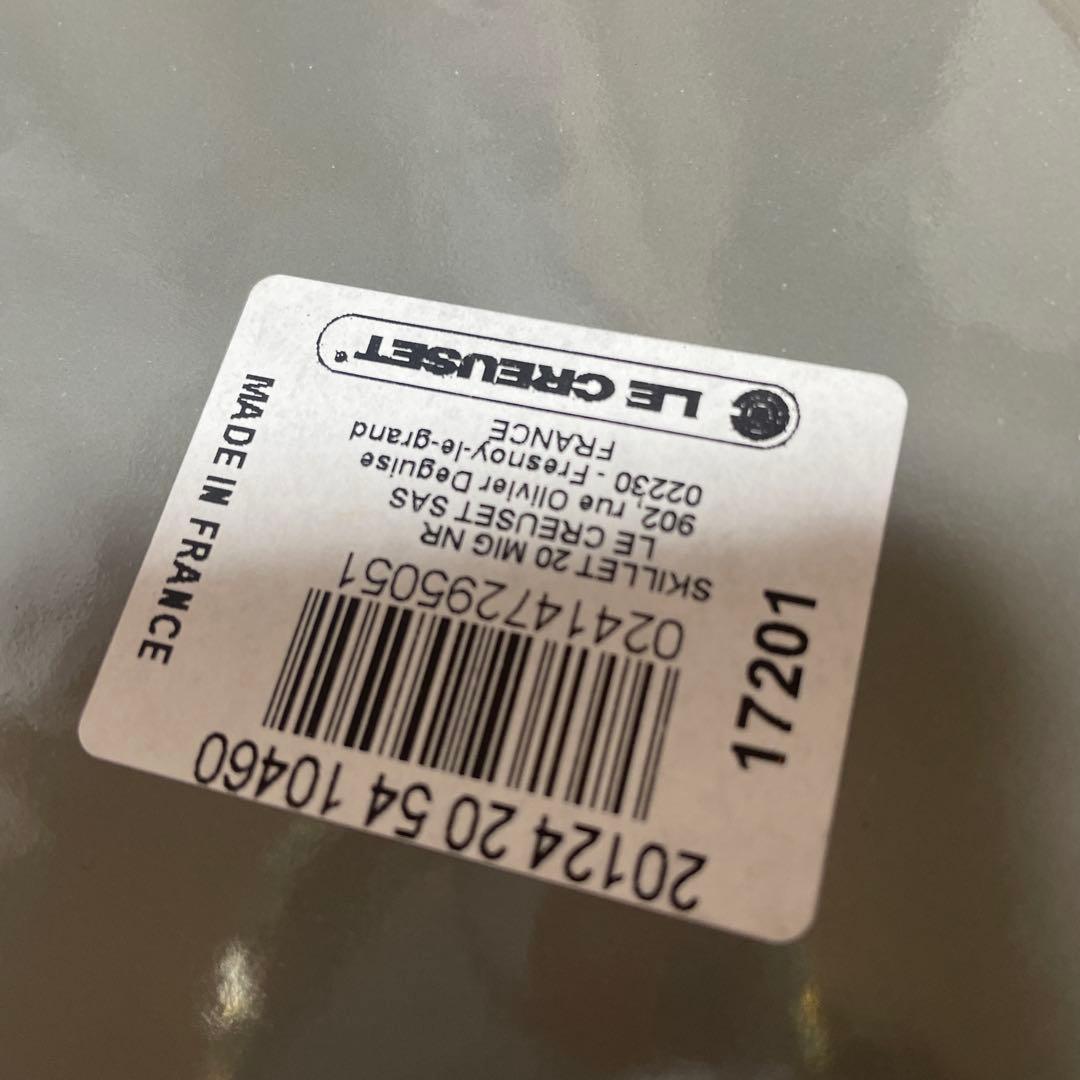 20124 20 54 10460
024147295051
SKILLET 20 MIG NR
LE CREUSET SAS
902, rue Olivier Deguise
02230 - Fresnoy-le-grand
FRANCE
LE CREUSET®
17201
MADE IN FRANCE